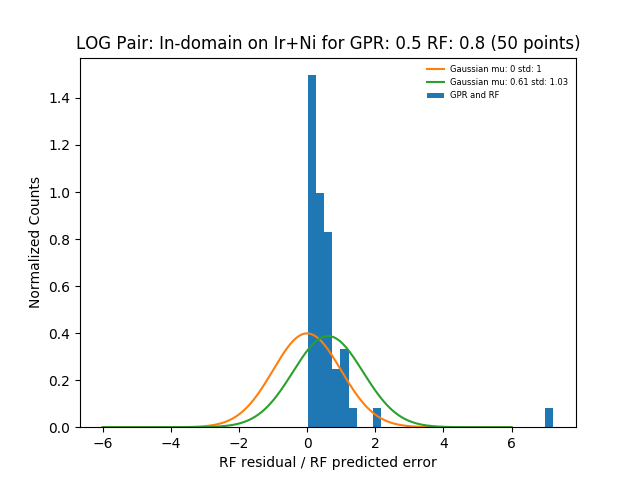 LOG Pair: In-domain on Ir+Ni for GPR: 0.5 RF: 0.8 (50 points)
Gaussian mu: 0 std: 1
Gaussian mu: 0.61 std: 1.03
GPR and RF
Normalized Counts
1.4
1.2
1.0
0.8
0.6
0.4
0.2
0.0
−6 −4 −2 0 2 4 6
RF residual / RF predicted error